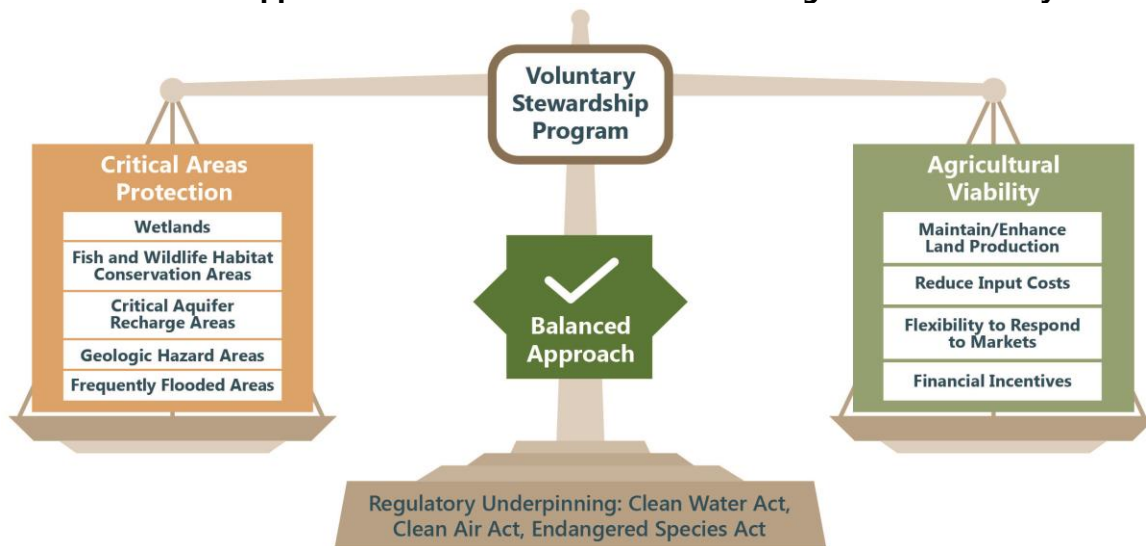 Voluntary
Stewardship
Program
Critical Areas
Protection
Wetlands
Fish and Wildlife Habitat
Conservation Areas
Critical Aquifer
Recharge Areas
Geologic Hazard Areas
Frequently Flooded Areas
Balanced
Approach
Agricultural
Viability
Maintain/Enhance
Land Production
Reduce Input Costs
Flexibility to Respond
to Markets
Financial Incentives
Regulatory Underpinning: Clean Water Act,
Clean Air Act, Endangered Species Act